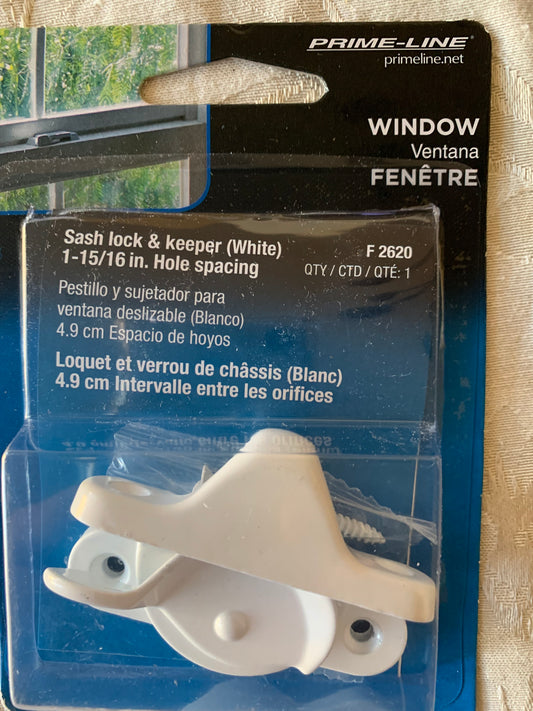 PRIME-LINE®
primeline.net
WINDOW
Ventana
FENÊTRE
Sash lock & keeper (White)
1-15/16 in. Hole spacing
F 2620
QTY / CTD / QTÉ: 1
Pestillo y sujetador para
ventana deslizable (Blanco)
4.9 cm Espacio de hoyos
Loquet et verrou de châssis (Blanc)
4.9 cm Intervalle entre les orifices